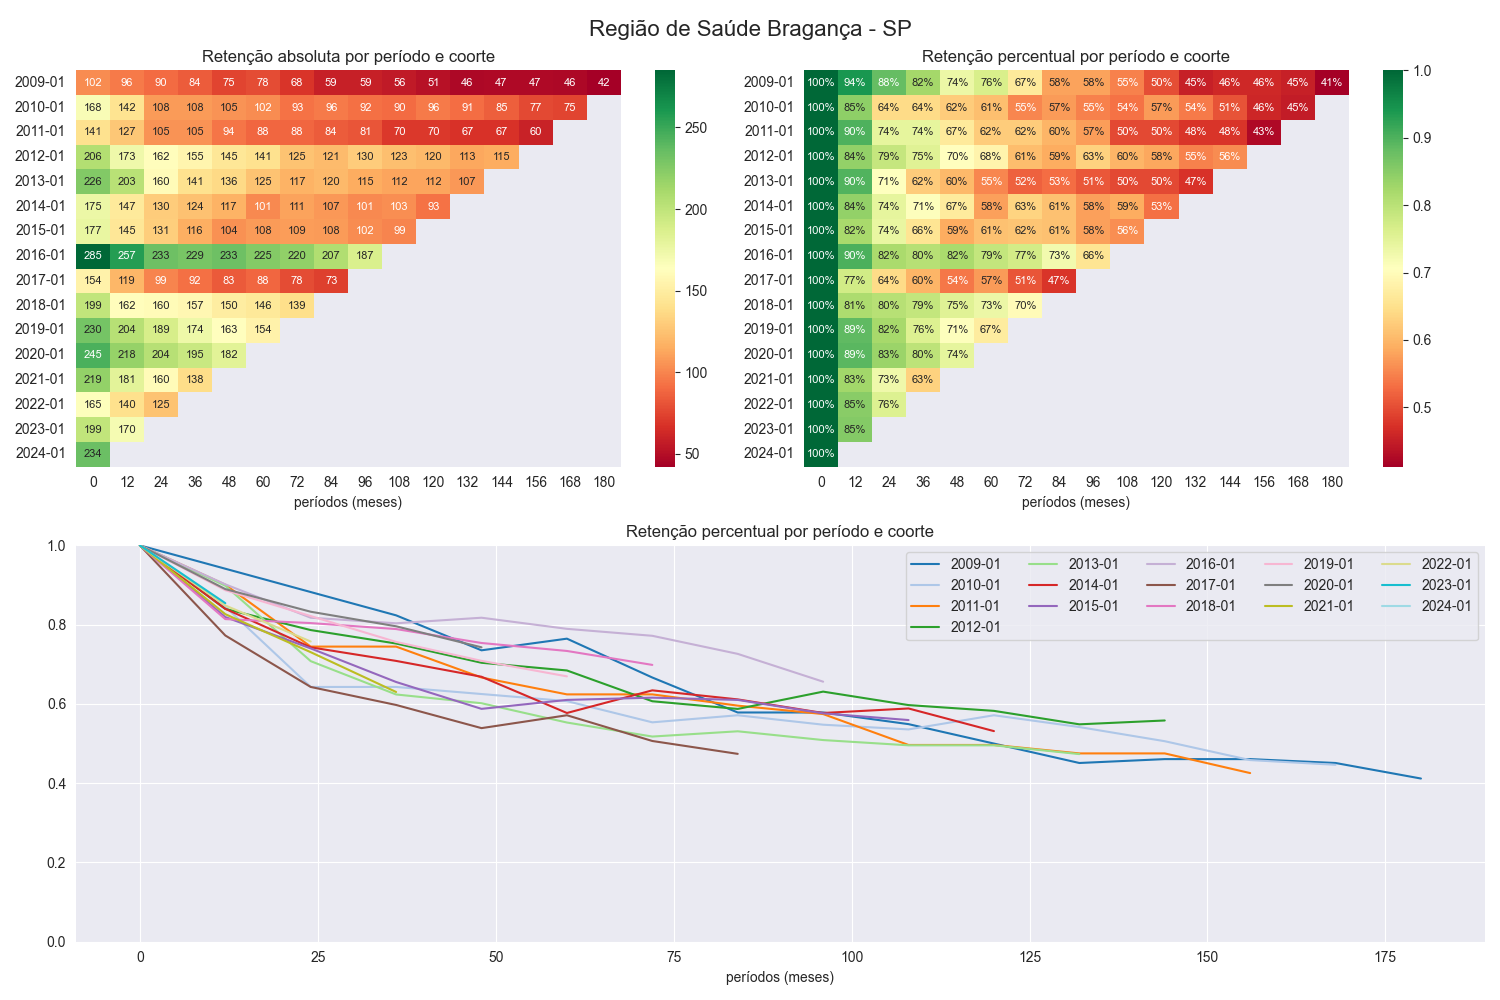 Região de Saúde Bragança - SP
Retenção absoluta por período e coorte
2009-01 102 96 90 84 75 78 68 59 59 56 51 46 47 47 46 42
2010-01 168 142 108 108 105 102 93 96 92 90 96 91 85 77 75
2011-01 141 127 105 105 94 88 88 84 81 70 70 67 67 60
2012-01 206 173 162 155 145 141 125 121 130 123 120 113 115
2013-01 226 203 160 141 136 125 117 120 115 112 112 107
2014-01 175 147 130 124 117 101 111 107 101 103 93
2015-01 177 145 131 116 104 108 109 108 102 99
2016-01 285 257 233 229 233 225 220 207 187
2017-01 154 119 99 92 83 88 78 73
2018-01 199 162 160 157 150 146 139
2019-01 230 204 189 174 163 154
2020-01 245 218 204 195 182
2021-01 219 181 160 138
2022-01 165 140 125
2023-01 199 170
2024-01 234
0 12 24 36 48 60 72 84 96 108 120 132 144 156 168 180
períodos (meses)
250
200
150
100
50
Retenção percentual por período e coorte
2009-01 100% 94% 88% 82% 74% 76% 67% 58% 58% 55% 50% 45% 46% 46% 45% 41%
2010-01 100% 85% 64% 64% 62% 61% 55% 57% 55% 54% 57% 54% 51% 46% 45%
2011-01 100% 90% 74% 74% 67% 62% 62% 60% 57% 50% 50% 48% 48% 43%
2012-01 100% 84% 79% 75% 70% 68% 61% 59% 63% 60% 58% 55% 56%
2013-01 100% 90% 71% 62% 60% 55% 52% 53% 51% 50% 50% 47%
2014-01 100% 84% 74% 71% 67% 58% 63% 61% 58% 59% 53%
2015-01 100% 82% 74% 66% 59% 61% 62% 61% 58% 56%
2016-01 100% 90% 82% 80% 82% 79% 77% 73% 66%
2017-01 100% 77% 64% 60% 54% 57% 51% 47%
2018-01 100% 81% 80% 79% 75% 73% 70%
2019-01 100% 89% 82% 76% 71% 67%
2020-01 100% 89% 83% 80% 74%
2021-01 100% 83% 73% 63%
2022-01 100% 85% 76%
2023-01 100% 85%
2024-01 100%
0 12 24 36 48 60 72 84 96 108 120 132 144 156 168 180
períodos (meses)
1.0
0.9
0.8
0.7
0.6
0.5
Retenção percentual por período e coorte
1.0
0.8
0.6
0.4
0.2
0.0
2009-01 2013-01 2016-01 2019-01 2022-01
2010-01 2014-01 2017-01 2020-01 2023-01
2011-01 2015-01 2018-01 2021-01 2024-01
2012-01
0 25 50 75 100 125 150 175
períodos (meses)